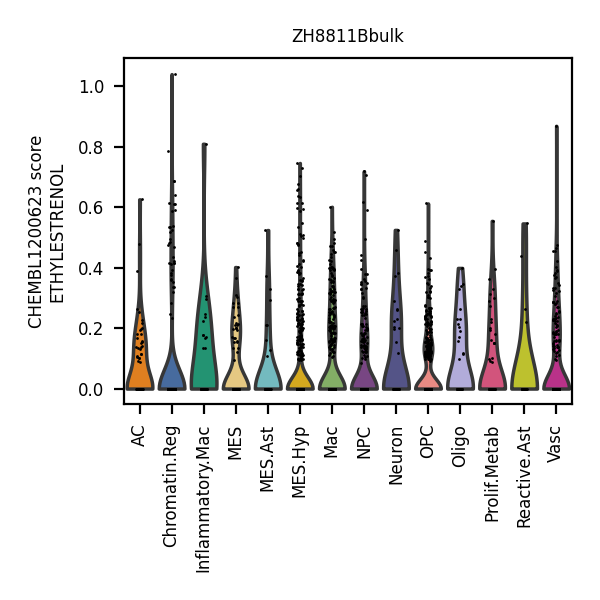 ZH8811Bbulk
CHEMBL1200623 score
ETHYLESTRENOL
1.0
0.8
0.6
0.4
0.2
0.0
AC
Chromatin.Reg
Inflammatory.Mac
MES
MES.Ast
MES.Hyp
Mac
NPC
Neuron
OPC
Oligo
Prolif.Metab
Reactive.Ast
Vasc